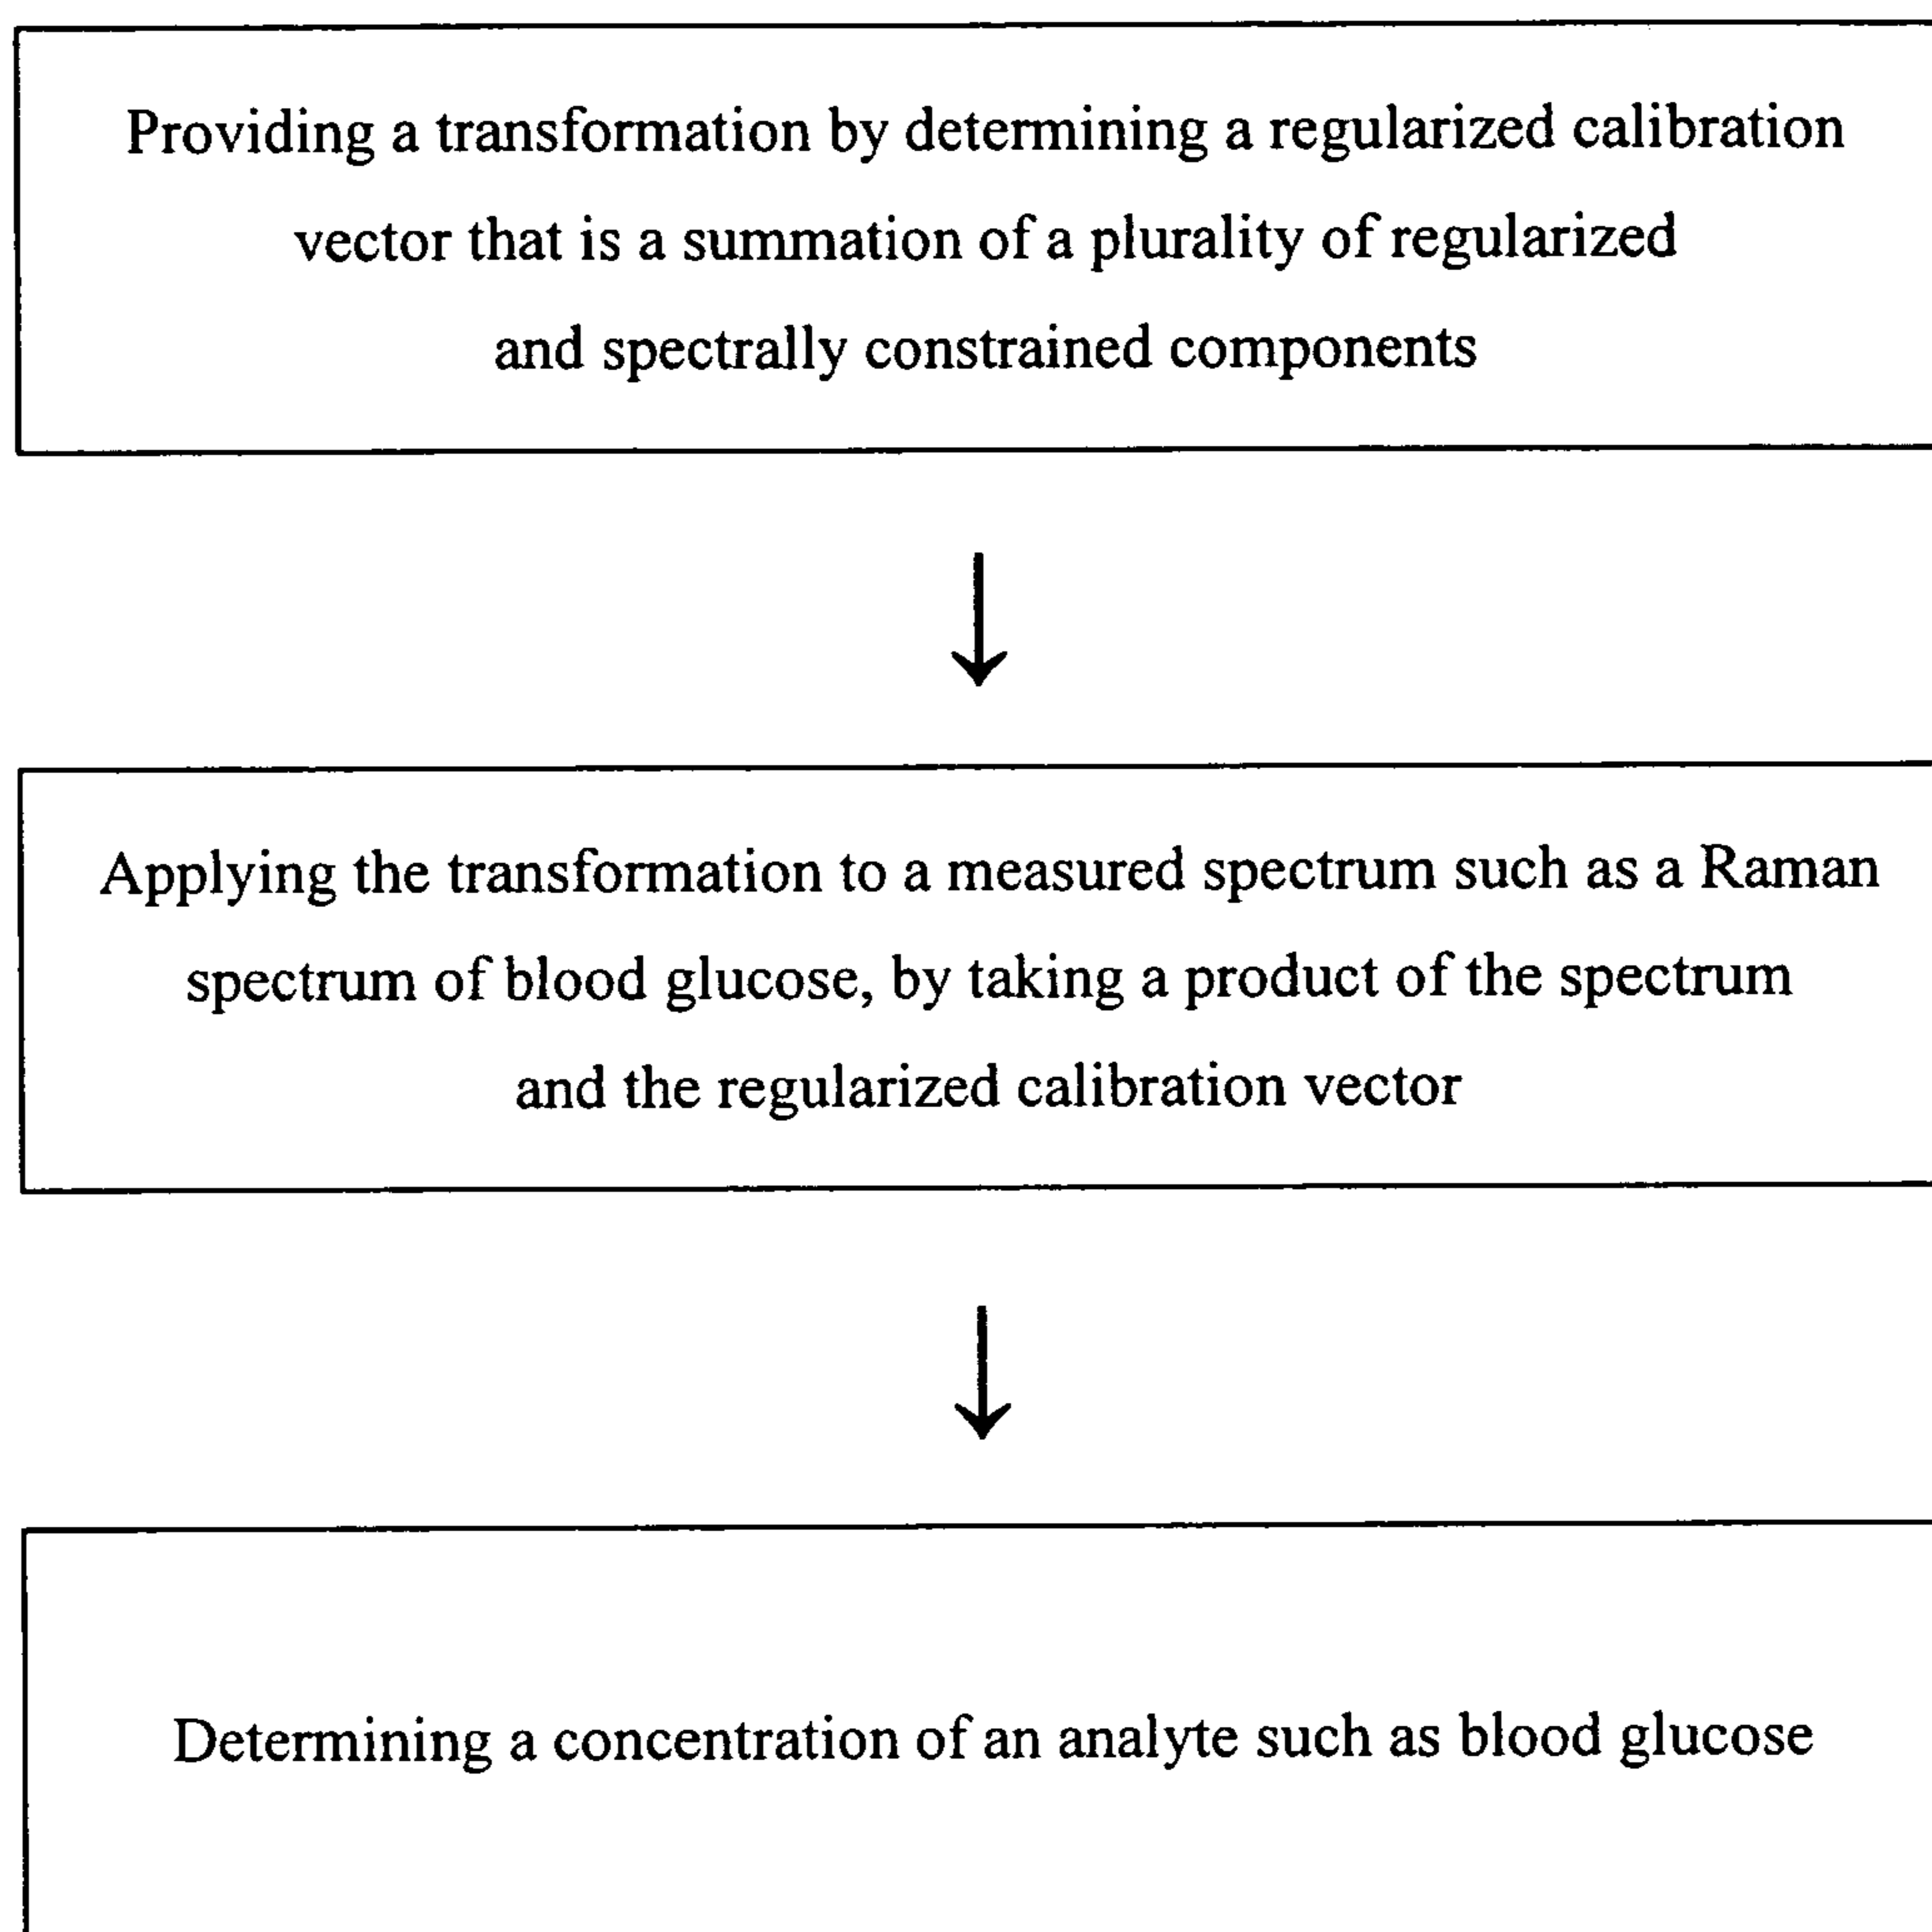 Providing a transformation by determining a regularized calibration
vector that is a summation of a plurality of regularized
and spectrally constrained components
Applying the transformation to a measured spectrum such as a Raman
spectrum of blood glucose, by taking a product of the spectrum
and the regularized calibration vector
Determining a concentration of an analyte such as blood glucose